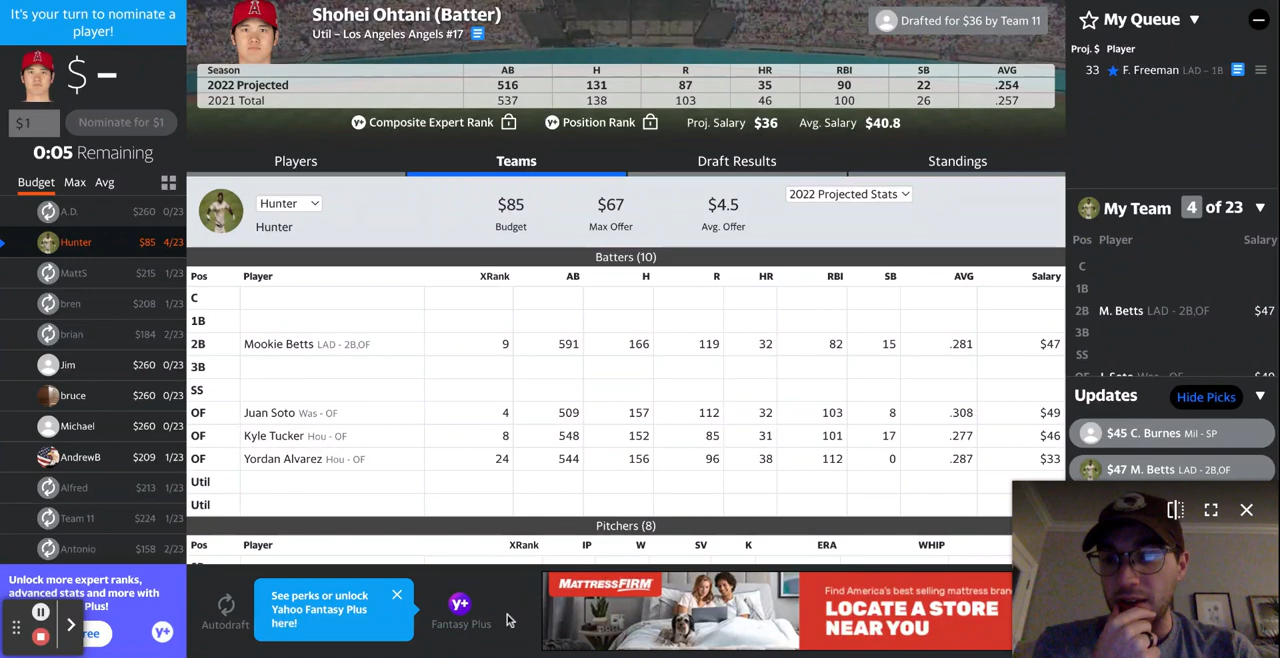 It's your turn to nominate a
player!
$ –
$1
Nominate for $1
0:05 Remaining
Budget Max Avg
A.D. $260 0/23
Hunter $85 4/23
MattS $215 1/23
bren $208 1/23
brian $184 2/23
Jim $260 0/23
bruce $260 0/23
Michael $260 0/23
AndrewB $209 1/23
Alfred $213 1/23
Team 11 $224 1/23
Antonio $158 2/23
Unlock more expert ranks,
advanced stats and more with
Plus!
ree
y+
Shohei Ohtani (Batter)
Util – Los Angeles Angels #17
Drafted for $36 by Team 11
Season AB H R HR RBI SB AVG
2022 Projected 516 131 87 35 90 22 .254
2021 Total 537 138 103 46 100 26 .257
y+ Composite Expert Rank y+ Position Rank Proj. Salary $36 Avg. Salary $40.8
Players Teams Draft Results Standings
Hunter
Hunter
$85
Budget
$67
Max Offer
$4.5
Avg. Offer
2022 Projected Stats
Batters (10)
Pos Player XRank AB H R HR RBI SB AVG Salary
C
1B
2B Mookie Betts LAD - 2B,OF 9 591 166 119 32 82 15 .281 $47
3B
SS
OF Juan Soto Was - OF 4 509 157 112 32 103 8 .308 $49
OF Kyle Tucker Hou - OF 8 548 152 85 31 101 17 .277 $46
OF Yordan Alvarez Hou - OF 24 544 156 96 38 112 0 .287 $33
Util
Util
Pitchers (8)
Pos Player XRank IP W SV K ERA WHIP
Autodraft
See perks or unlock
Yahoo Fantasy Plus
here!
y+
Fantasy Plus
MATTRESSFIRM
Find America's best selling mattress bran
LOCATE A STORE
NEAR YOU
My Queue
Proj. $ Player
33 F. Freeman LAD – 1B
My Team 4 of 23
Pos Player Salary
C
1B
2B M. Betts LAD - 2B,OF $47
3B
SS
Updates Hide Picks
$45 C. Burnes Mil - SP
$47 M. Betts LAD - 2B,OF